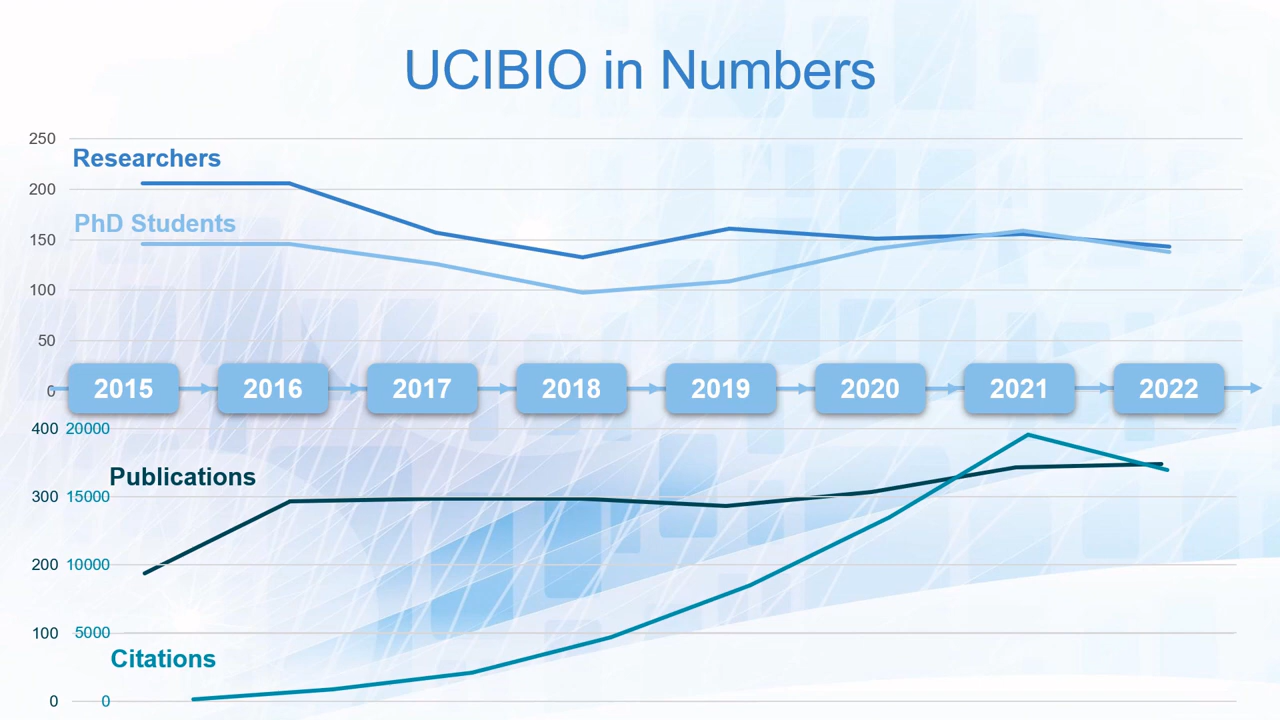 UCIBIO in Numbers
250
Researchers
200
PhD Students
150
100
50
0
2015 2016 2017 2018 2019 2020 2021 2022
400 20000
Publications
300 15000
200 10000
100 5000
Citations
0 0